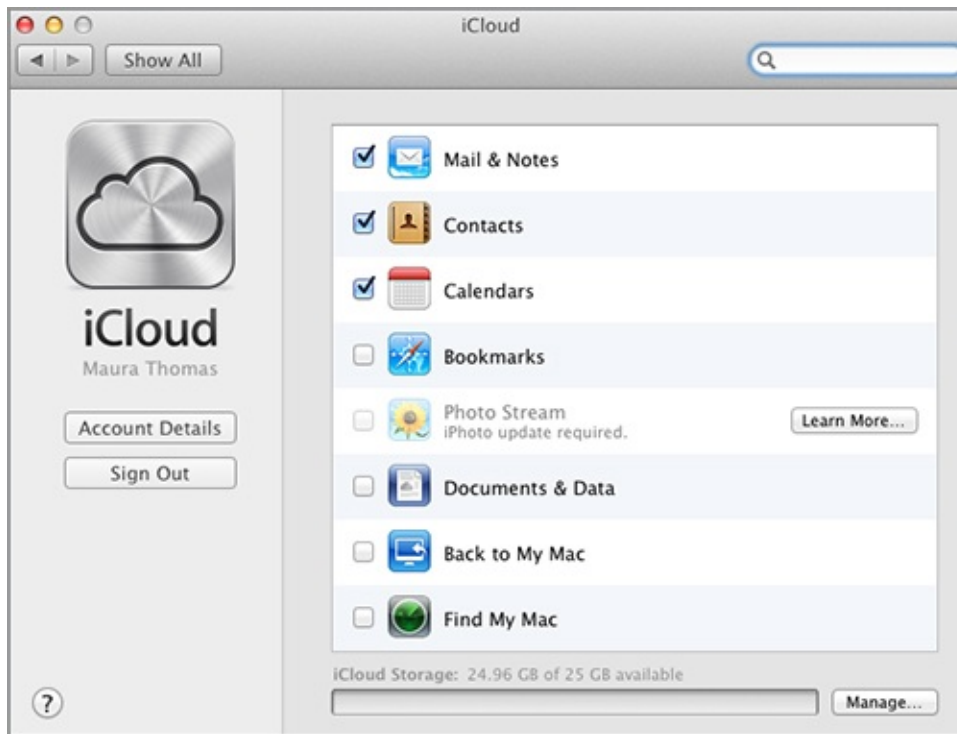 iCloud
Show All
iCloud
Maura Thomas
Account Details
Sign Out
Mail & Notes
Contacts
Calendars
Bookmarks
Photo Stream
iPhoto update required.
Learn More...
Documents & Data
Back to My Mac
Find My Mac
iCloud Storage: 24.96 GB of 25 GB available
?
Manage...